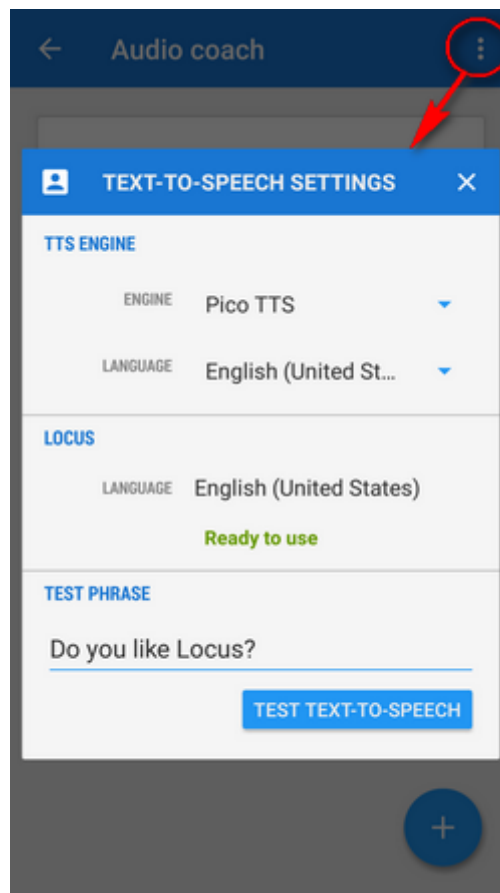 Audio coach
TEXT-TO-SPEECH SETTINGS
TTS ENGINE
ENGINE Pico TTS
LANGUAGE English (United St...
LOCUS
LANGUAGE English (United States)
Ready to use
TEST PHRASE
Do you like Locus?
TEST TEXT-TO-SPEECH